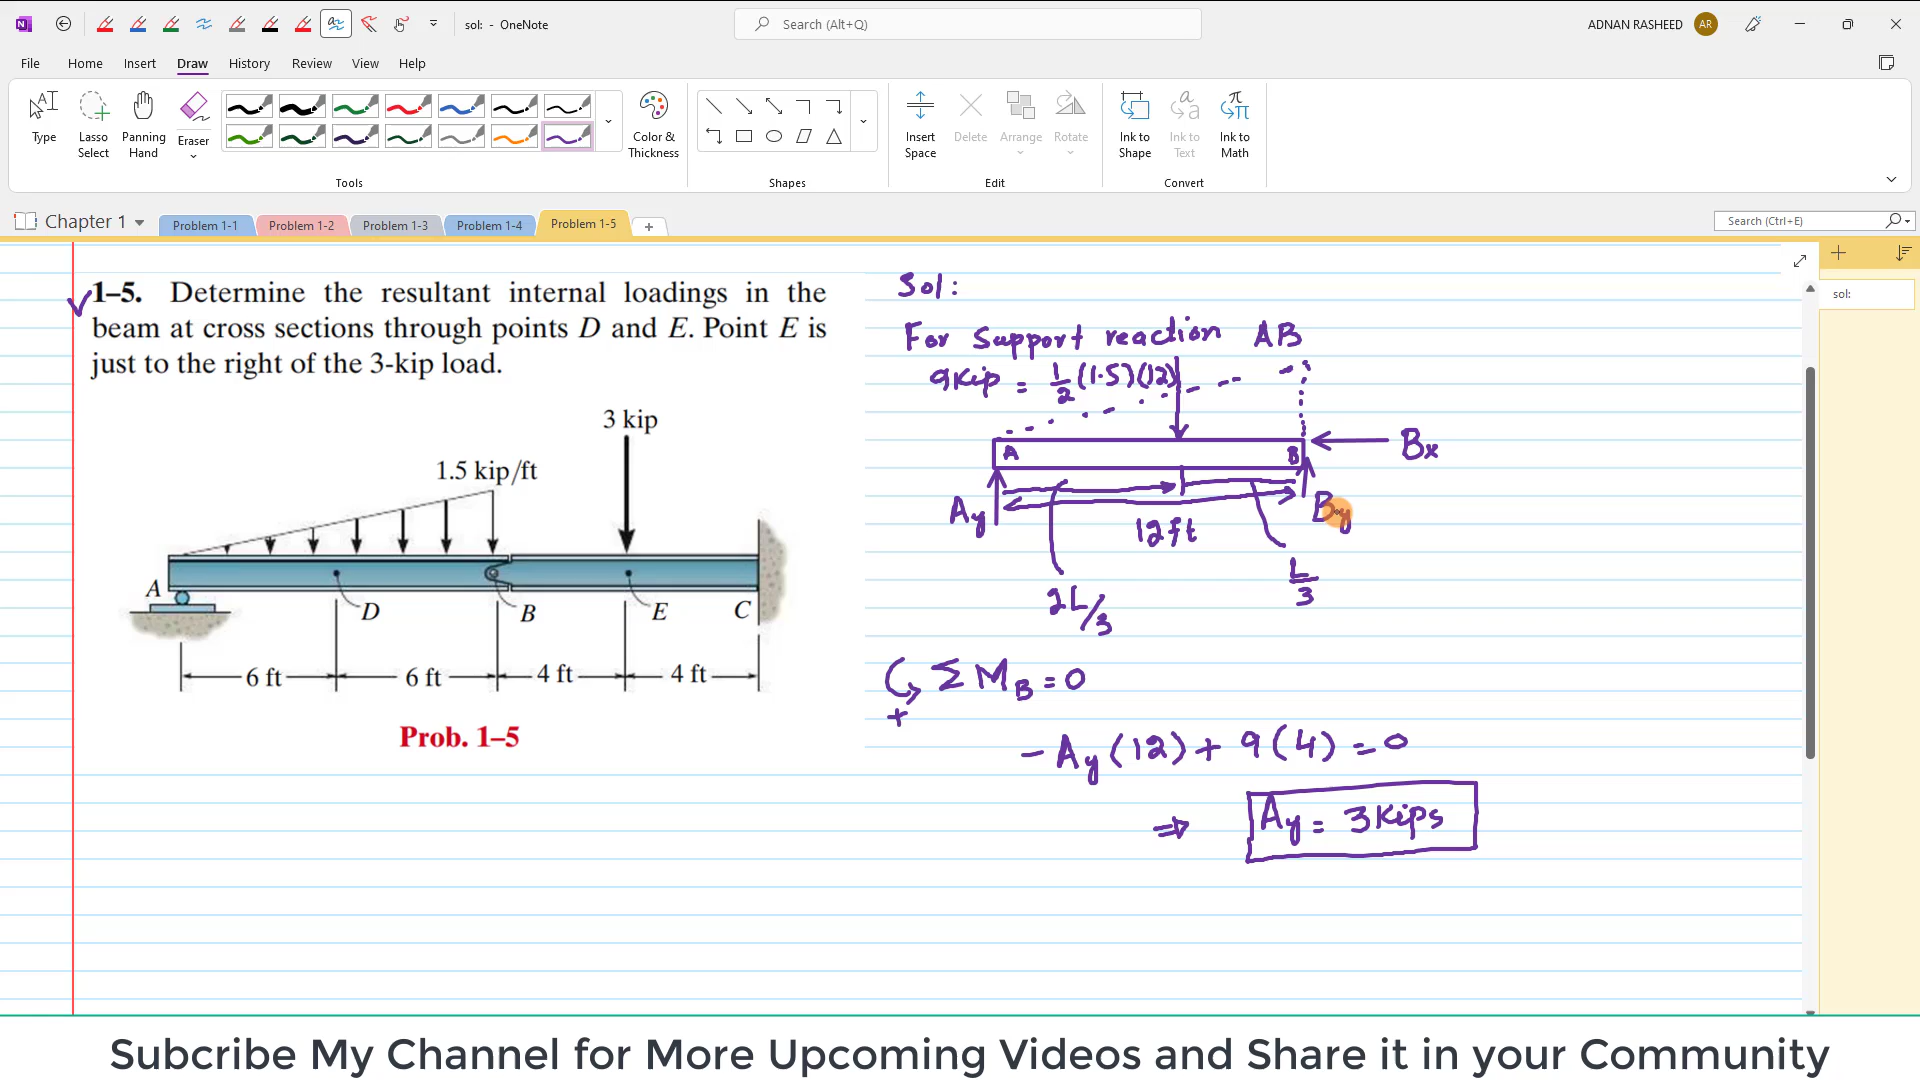 sol: - OneNote
Search (Alt+Q)
ADNAN RASHEED
AR
File Home Insert Draw History Review View Help
Type
Lasso Select
Panning Hand
Eraser
Color & Thickness
Insert Space
Delete
Arrange
Rotate
Ink to Shape
Ink to Text
Ink to Math
Tools
Shapes
Edit
Convert
Chapter 1
Problem 1-1
Problem 1-2
Problem 1-3
Problem 1-4
Problem 1-5
Search (Ctrl+E)
sol:
1–5. Determine the resultant internal loadings in the
beam at cross sections through points D and E. Point E is
just to the right of the 3-kip load.
3 kip
1.5 kip/ft
A
D
B
E
C
6 ft
6 ft
4 ft
4 ft
Prob. 1–5
Sol:
For Support reaction AB
9Kip = 1/2 (1.5)(12)
A
B
Bx
Ay
By
12ft
2L/3
L/3
+ Σ MB = 0
- Ay (12) + 9 (4) = 0
⇒ Ay = 3Kips
Subcribe My Channel for More Upcoming Videos and Share it in your Community